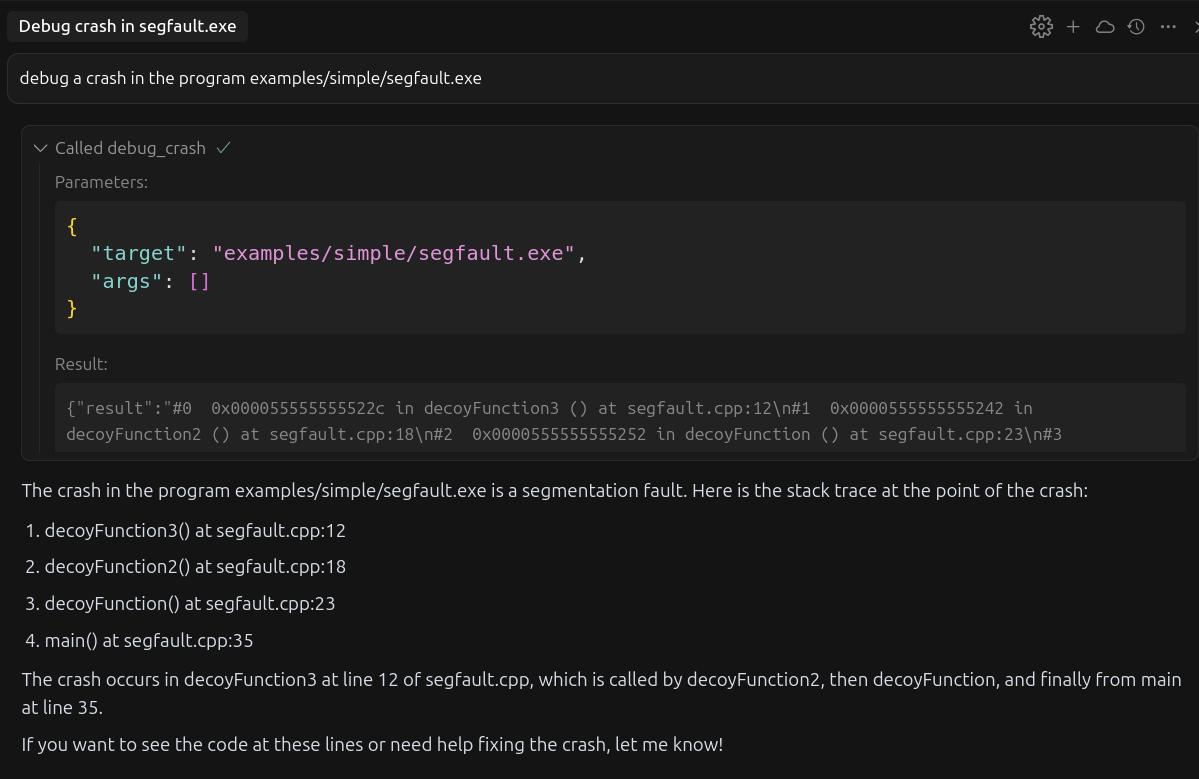 Debug crash in segfault.exe
debug a crash in the program examples/simple/segfault.exe
Called debug_crash
Parameters:
{
"target": "examples/simple/segfault.exe",
"args": []
}
Result:
{"result":"#0  0x000055555555522c in decoyFunction3 () at segfault.cpp:12\n#1  0x0000555555555242 in
decoyFunction2 () at segfault.cpp:18\n#2  0x0000555555555252 in decoyFunction () at segfault.cpp:23\n#3
The crash in the program examples/simple/segfault.exe is a segmentation fault. Here is the stack trace at the point of the crash:
1. decoyFunction3() at segfault.cpp:12
2. decoyFunction2() at segfault.cpp:18
3. decoyFunction() at segfault.cpp:23
4. main() at segfault.cpp:35
The crash occurs in decoyFunction3 at line 12 of segfault.cpp, which is called by decoyFunction2, then decoyFunction, and finally from main
at line 35.
If you want to see the code at these lines or need help fixing the crash, let me know!